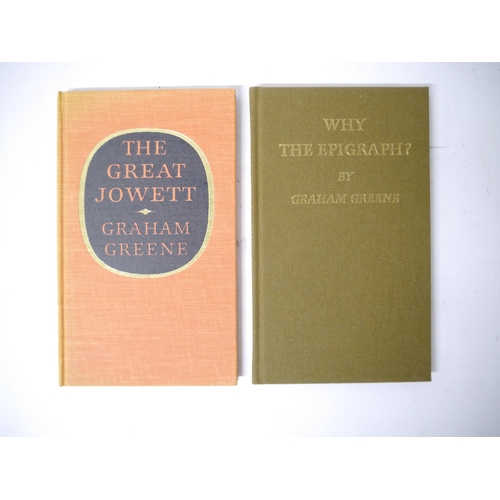 THE
GREAT
JOWETT
GRAHAM
GREENE
WHY
THE EPIGRAPH?
BY
GRAHAM GREENE